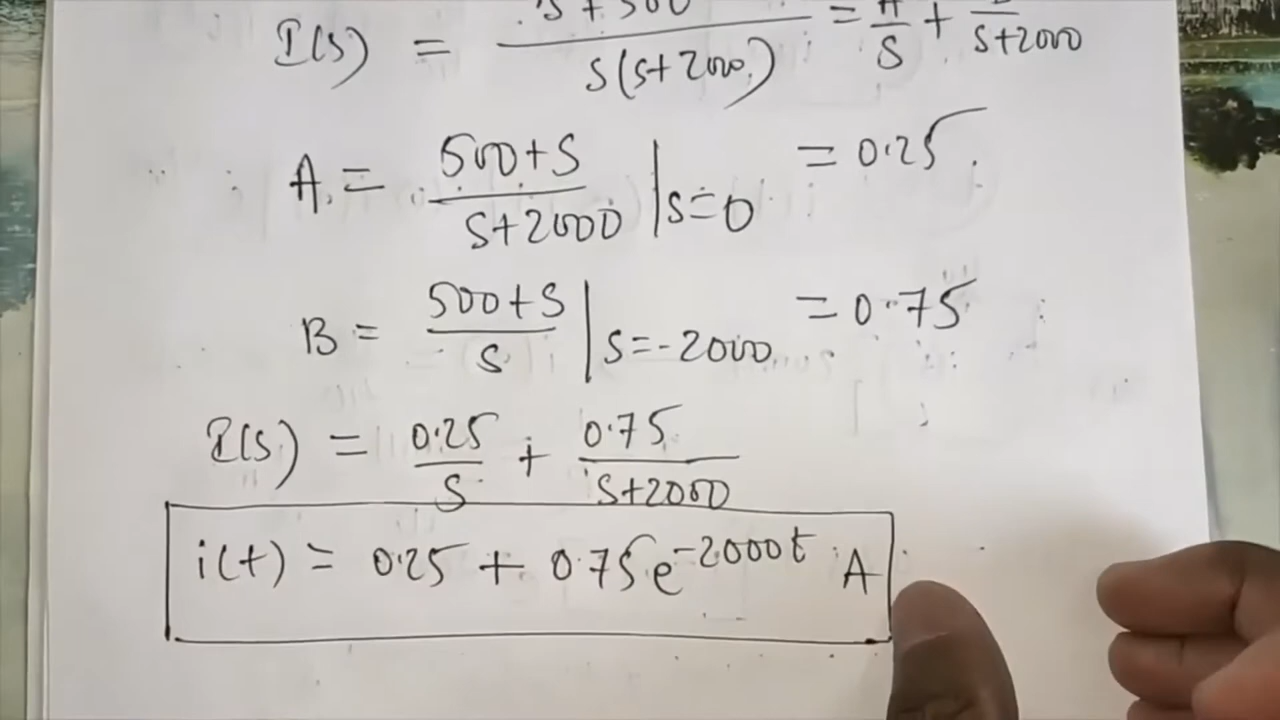 I(s) = s+500 / s(s+2000) = A/s + /s+2000
A = 500+s / s+2000 | s=0 = 0.25
B = 500+s / s | s=-2000 = 0.75
I(s) = 0.25/s + 0.75/s+2000
i(t) = 0.25 + 0.75e^-2000t A